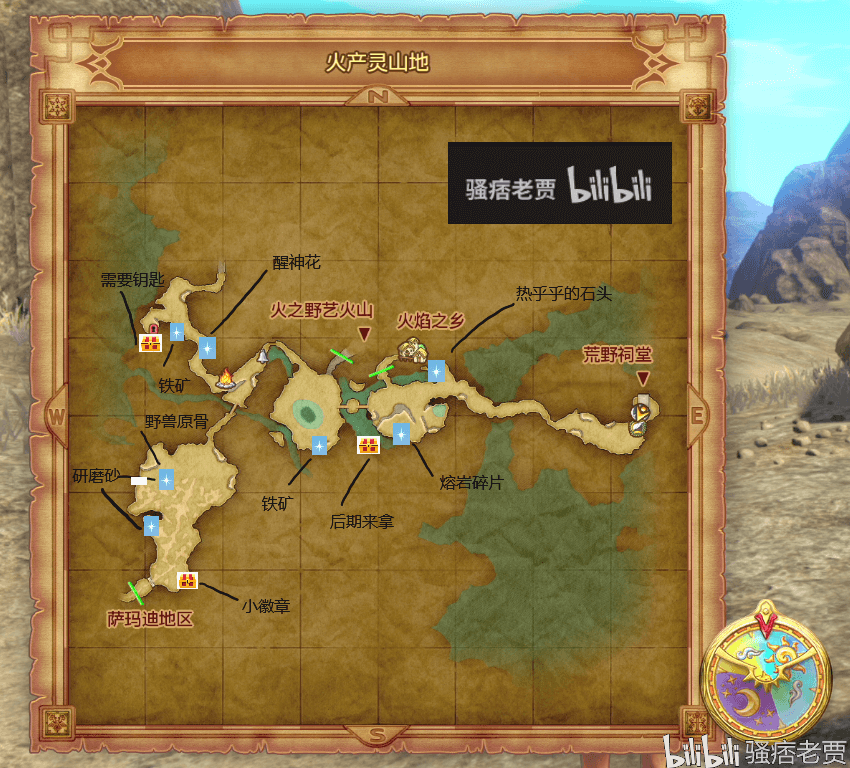 火产灵山地
N
骚痞老贾 bilibili
醒神花
需要钥匙
热乎乎的石头
火之野艺火山
火焰之乡
荒野祠堂
铁矿
W
E
野兽原骨
研磨砂
熔岩碎片
铁矿
后期来拿
小徽章
萨玛迪地区
S
bilibili 骚痞老贾